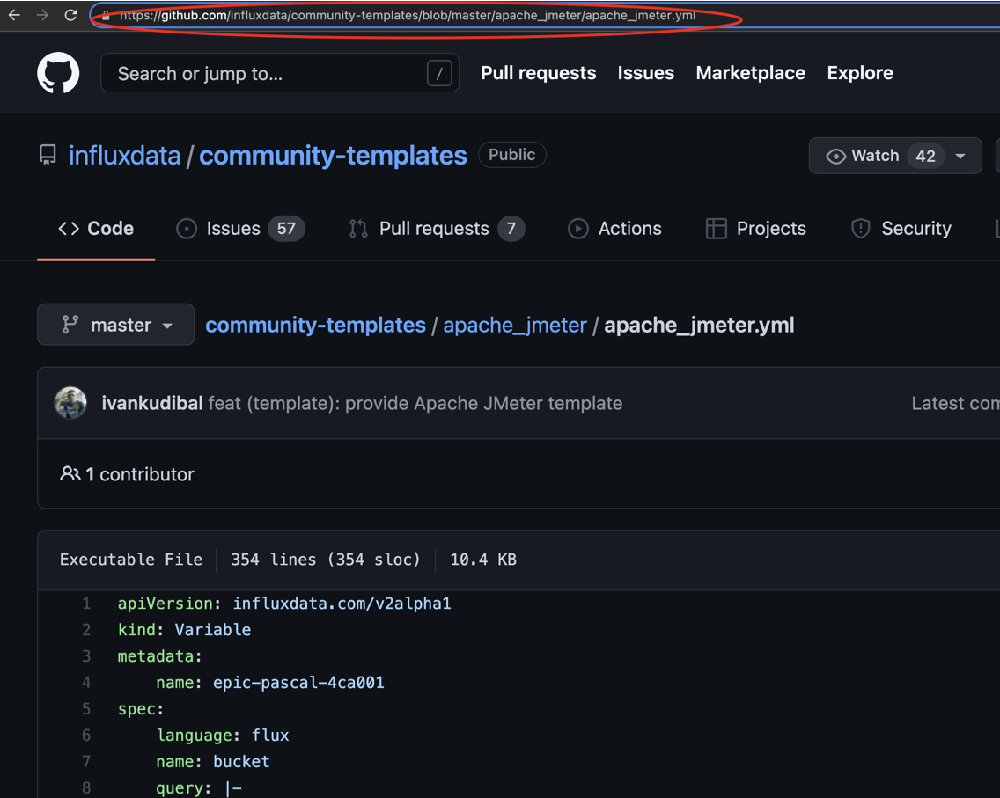 https://github.com/influxdata/community-templates/blob/master/apache_jmeter/apache_jmeter.yml
Search or jump to... / Pull requests Issues Marketplace Explore
influxdata / community-templates Public Watch 42
Code Issues 57 Pull requests 7 Actions Projects Security
master community-templates / apache_jmeter / apache_jmeter.yml
ivankudibal feat (template): provide Apache JMeter template Latest com
1 contributor
Executable File 354 lines (354 sloc) 10.4 KB
1 apiVersion: influxdata.com/v2alpha1
2 kind: Variable
3 metadata:
4 name: epic-pascal-4ca001
5 spec:
6 language: flux
7 name: bucket
8 query: |-